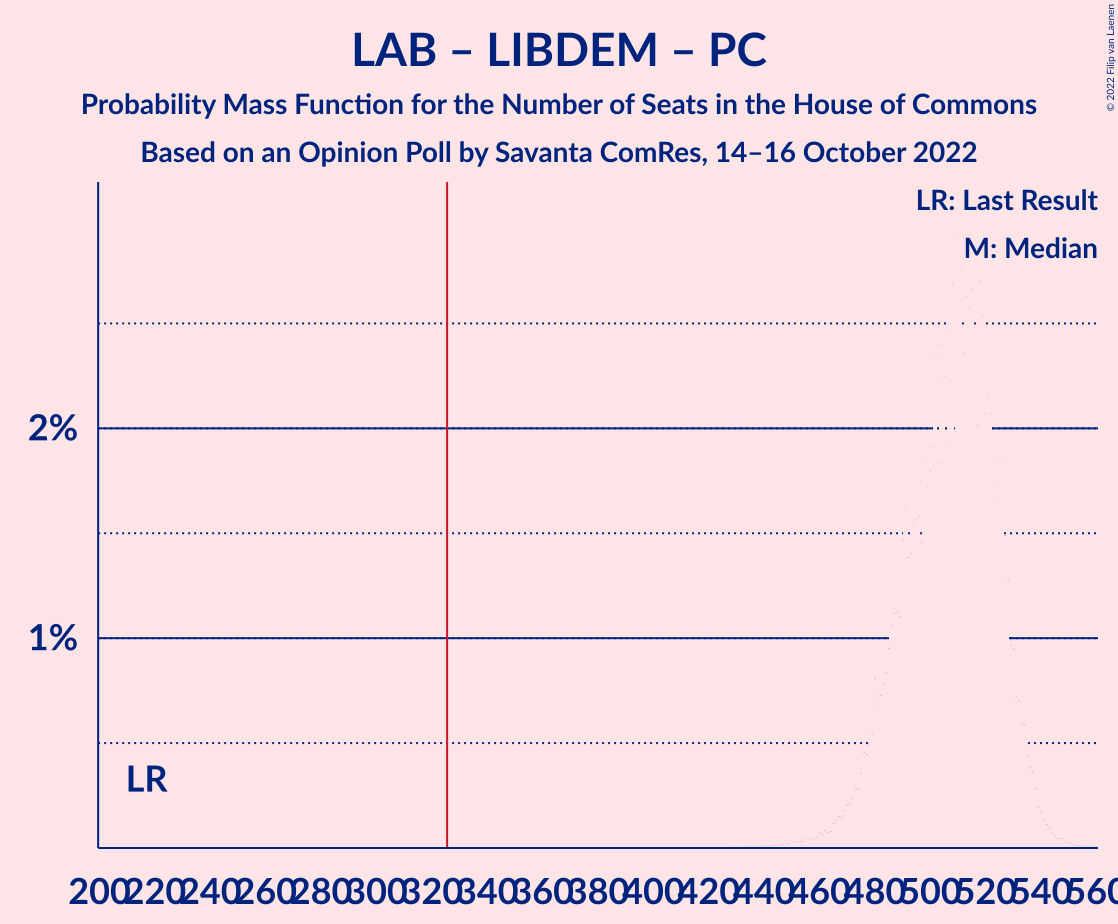 LAB – LIBDEM – PC
Probability Mass Function for the Number of Seats in the House of Commons
Based on an Opinion Poll by Savanta ComRes, 14–16 October 2022
© 2022 Filip van Laenen
LR: Last Result
M: Median
2%
1%
LR
200 220 240 260 280 300 320 340 360 380 400 420 440 460 480 500 520 540 560